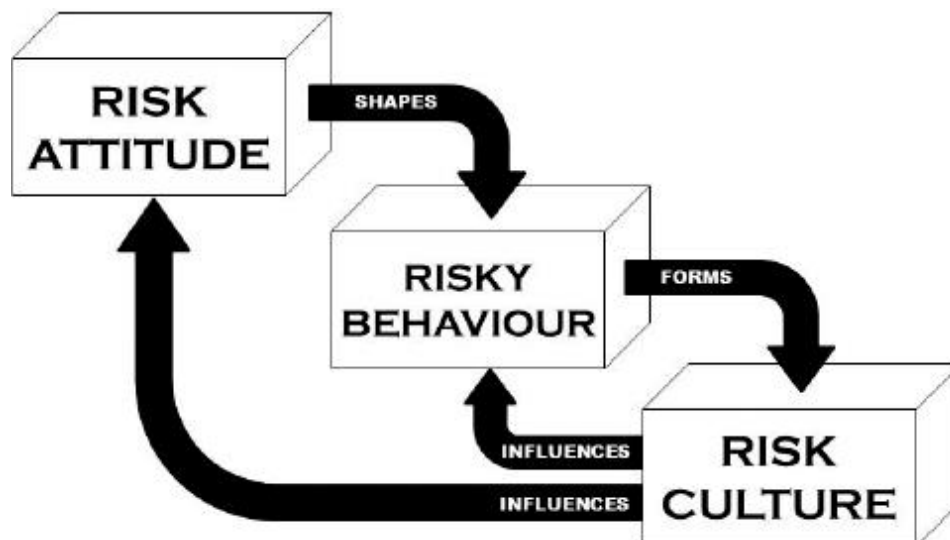 RISK
ATTITUDE
SHAPES
RISKY
BEHAVIOUR
FORMS
RISK
CULTURE
INFLUENCES
INFLUENCES